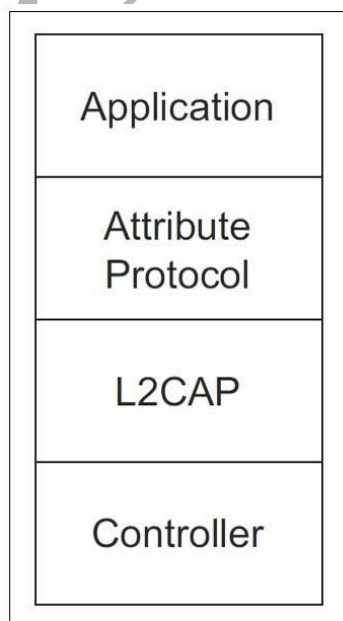 Application
Attribute
Protocol
L2CAP
Controller